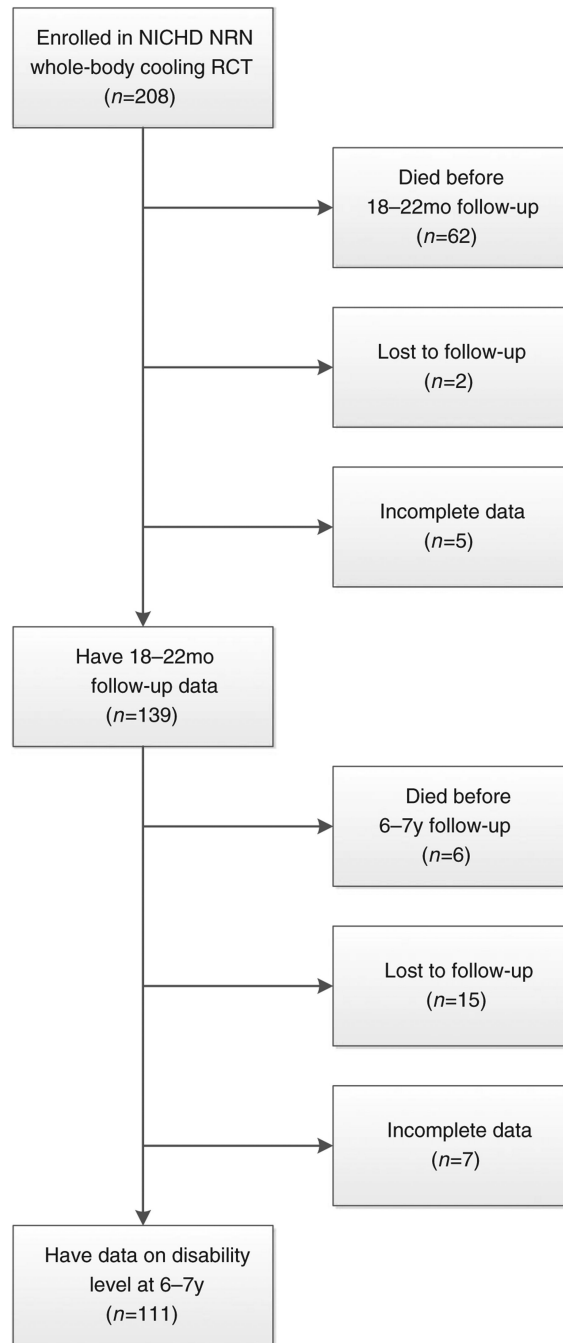 Enrolled in NICHD NRN
whole-body cooling RCT
(n=208)
Died before
18–22mo follow-up
(n=62)
Lost to follow-up
(n=2)
Incomplete data
(n=5)
Have 18–22mo
follow-up data
(n=139)
Died before
6–7y follow-up
(n=6)
Lost to follow-up
(n=15)
Incomplete data
(n=7)
Have data on disability
level at 6–7y
(n=111)